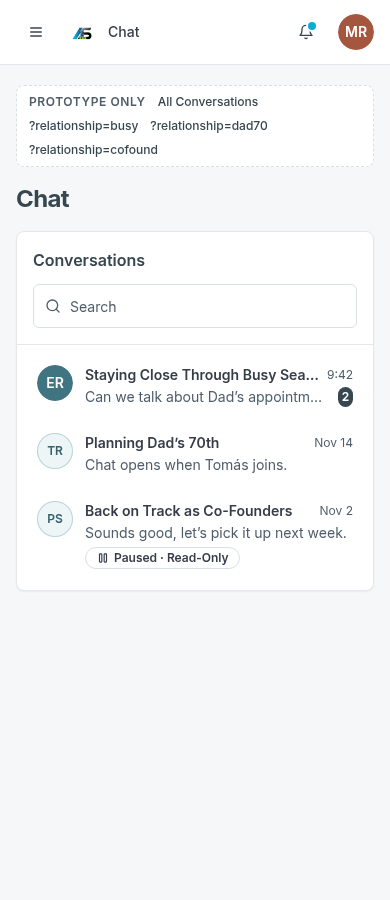 Chat
MR
PROTOTYPE ONLY All Conversations
?relationship=busy ?relationship=dad70
?relationship=cofound
Chat
Conversations
Search
ER
Staying Close Through Busy Sea… 9:42
Can we talk about Dad’s appointm… 2
TR
Planning Dad’s 70th Nov 14
Chat opens when Tomás joins.
PS
Back on Track as Co-Founders Nov 2
Sounds good, let’s pick it up next week.
Paused · Read-Only